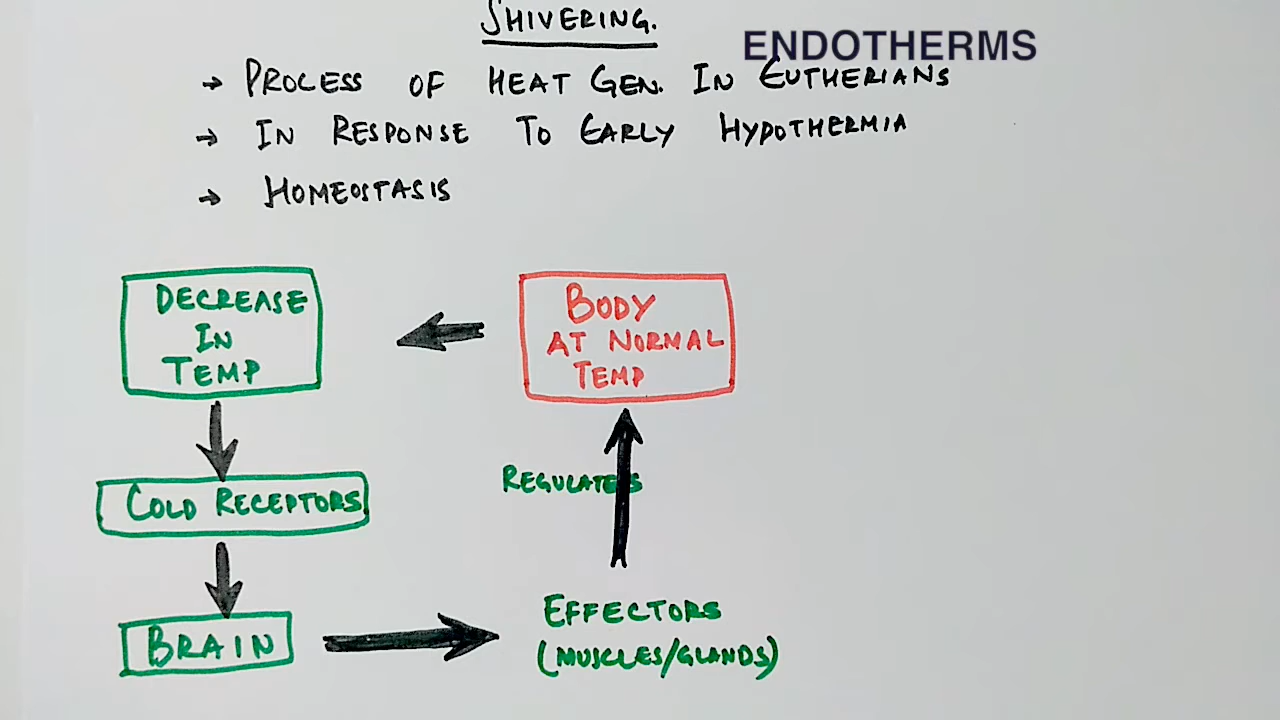 SHIVERING.
ENDOTHERMS
→ PROCESS OF HEAT GEN. IN EUTHERIANS
→ IN RESPONSE TO EARLY HYPOTHERMIA
→ HOMEOSTASIS
DECREASE
IN
TEMP
BODY
AT NORMAL
TEMP
COLD RECEPTORS
REGULATES
BRAIN
EFFECTORS
(MUSCLES/GLANDS)